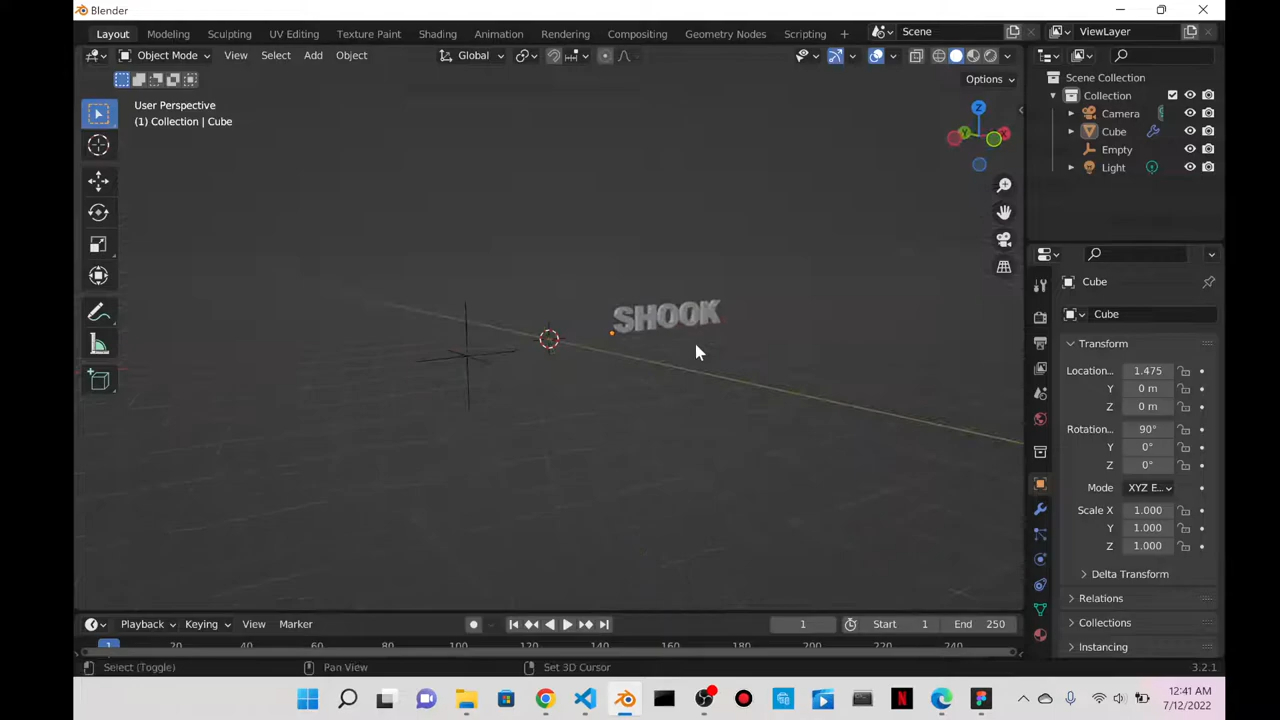 Blender
Layout Modeling Sculpting UV Editing Texture Paint Shading Animation Rendering Compositing Geometry Nodes Scripting + Scene ViewLayer
Object Mode View Select Add Object Global
Options
User Perspective
(1) Collection | Cube
Z
Y
X
SHOOK
Scene Collection
Collection
Camera
Cube
Empty
Light
Cube
Cube
Transform
Location... 1.475
Y 0 m
Z 0 m
Rotation... 90°
Y 0°
Z 0°
Mode XYZ E...
Scale X 1.000
Y 1.000
Z 1.000
Delta Transform
Relations
Collections
Instancing
Playback Keying View Marker 1 Start 1 End 250
1 20 40 60 80 100 120 140 160 180 200 220 240
Select (Toggle) Pan View Set 3D Cursor 3.2.1
N
12:41 AM
7/12/2022